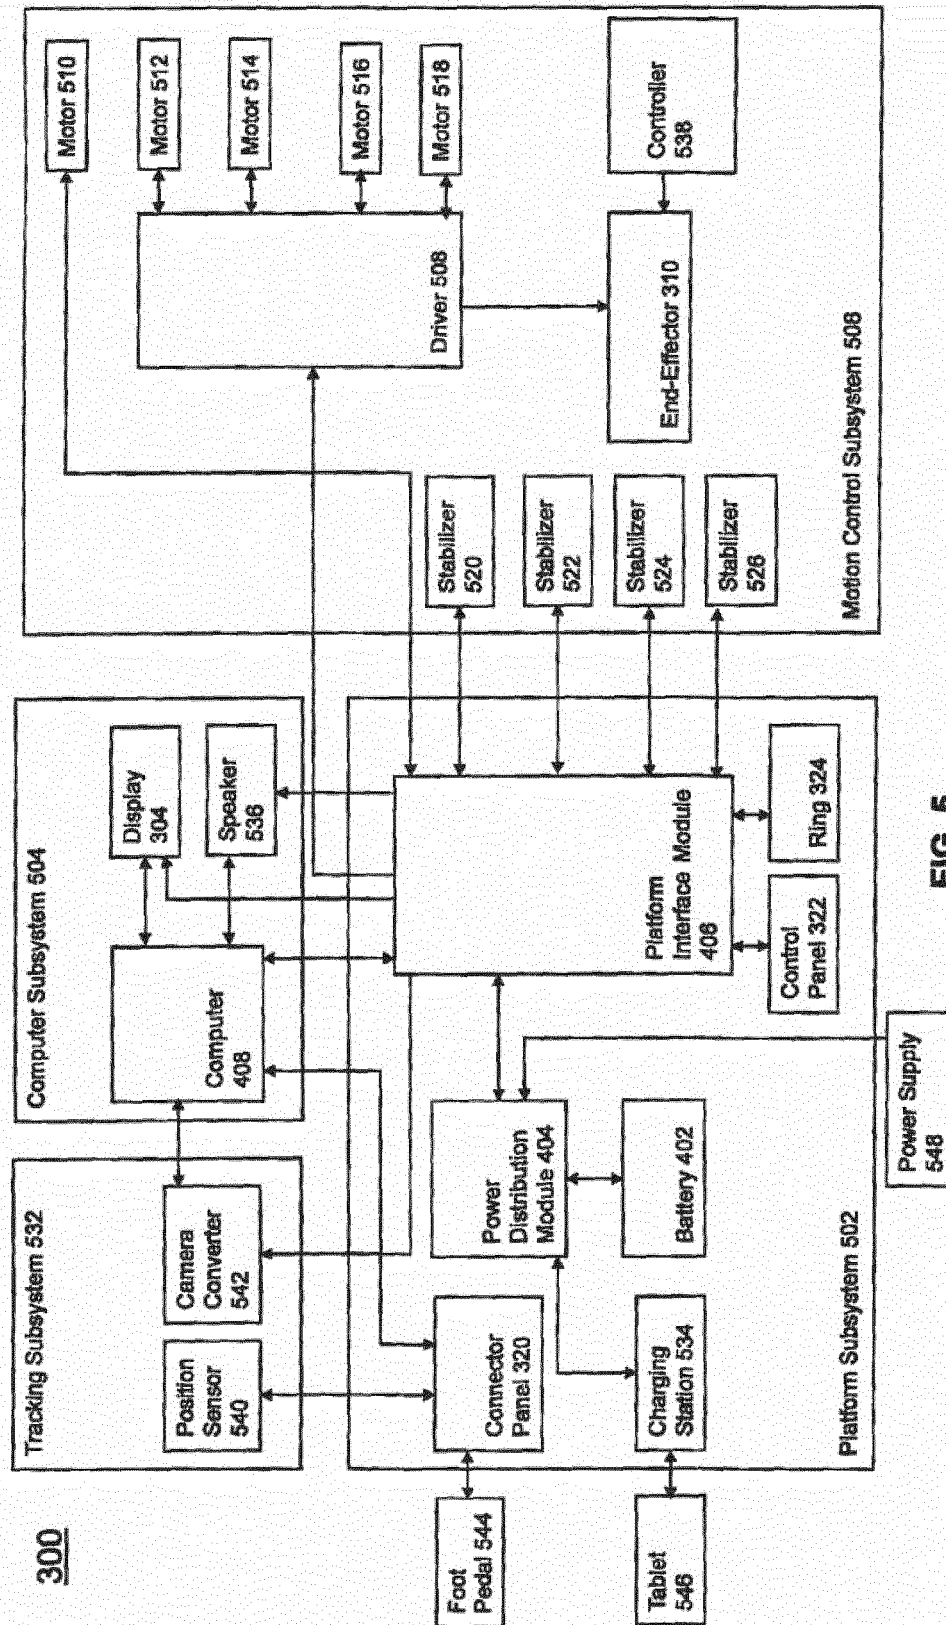 300
Tracking Subsystem 532
Position
Sensor
540
Camera
Converter
542
Computer Subsystem 504
Computer
408
Display
304
Speaker
536
Foot
Pedal 544
Tablet
546
Platform Subsystem 502
Connector
Panel 320
Charging
Station 534
Power
Distribution
Module 404
Battery 402
Platform
Interface Module
406
Control
Panel 322
Ring 324
Power Supply
548
Motion Control Subsystem 508
Stabilizer
520
Stabilizer
522
Stabilizer
524
Stabilizer
526
Driver 508
End-Effector 310
Motor 510
Motor 512
Motor 514
Motor 516
Motor 518
Controller
538
FIG. 5